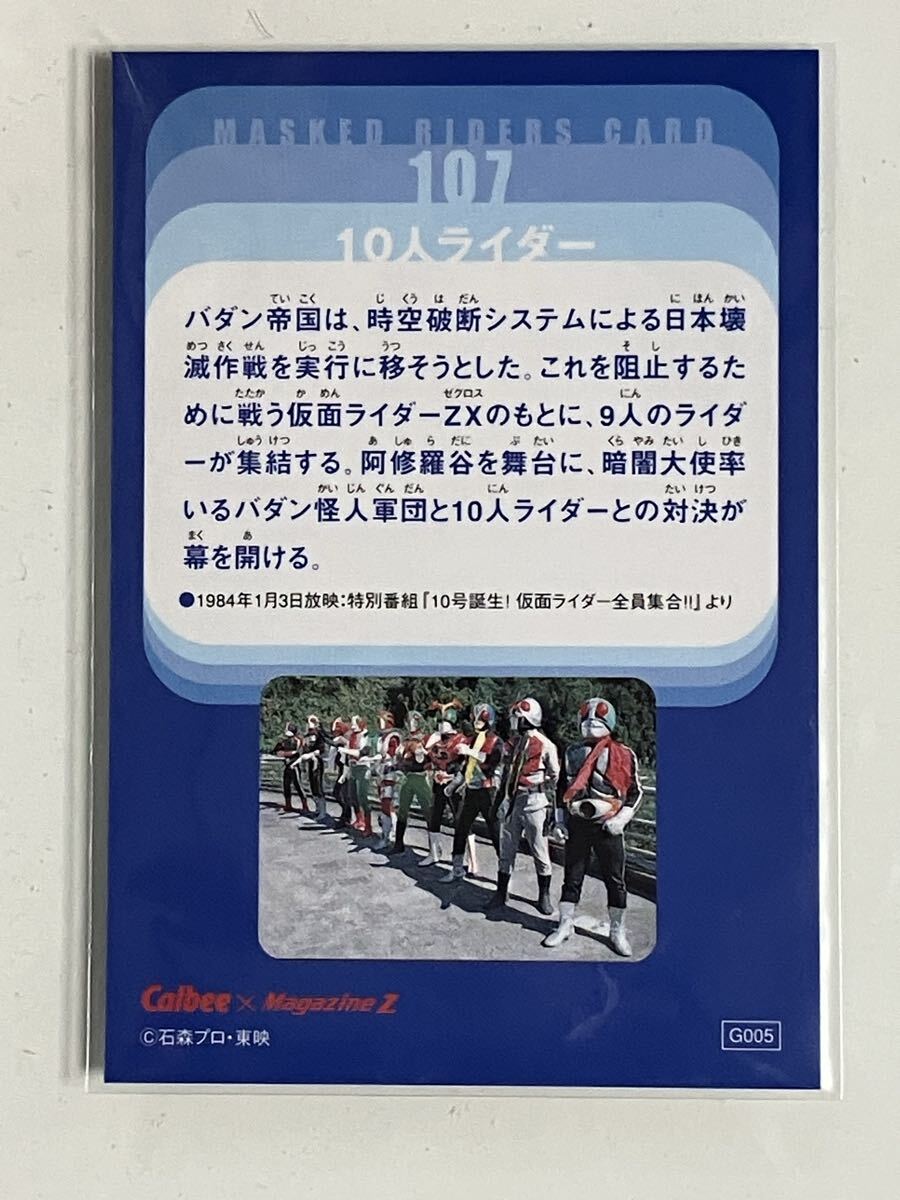 MASKED RIDERS CARD
107
10人ライダー
バダン帝国は、時空破断システムによる日本壊
滅作戦を実行に移そうとした。これを阻止するた
めに戦う仮面ライダーZXのもとに、9人のライダ
ーが集結する。阿修羅谷を舞台に、暗闇大使率
いるバダン怪人軍団と10人ライダーとの対決が
幕を開ける。
●1984年1月3日放映：特別番組『10号誕生！仮面ライダー全員集合!!』より
Calbee × Magazine Z
©石森プロ・東映
G005